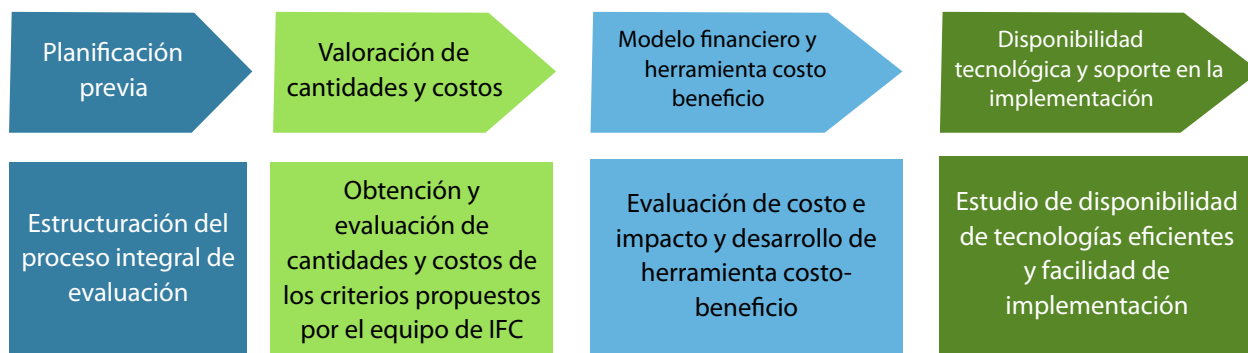 Planificación
previa
Valoración de
cantidades y costos
Modelo financiero y
herramienta costo
beneficio
Disponibilidad
tecnológica y soporte en la
implementación
Estructuración del
proceso integral de
evaluación
Obtención y
evaluación de
cantidades y costos de
los criterios propuestos
por el equipo de IFC
Evaluación de costo e
impacto y desarrollo de
herramienta costo-
beneficio
Estudio de disponibilidad
de tecnologías eficientes
y facilidad de
implementación